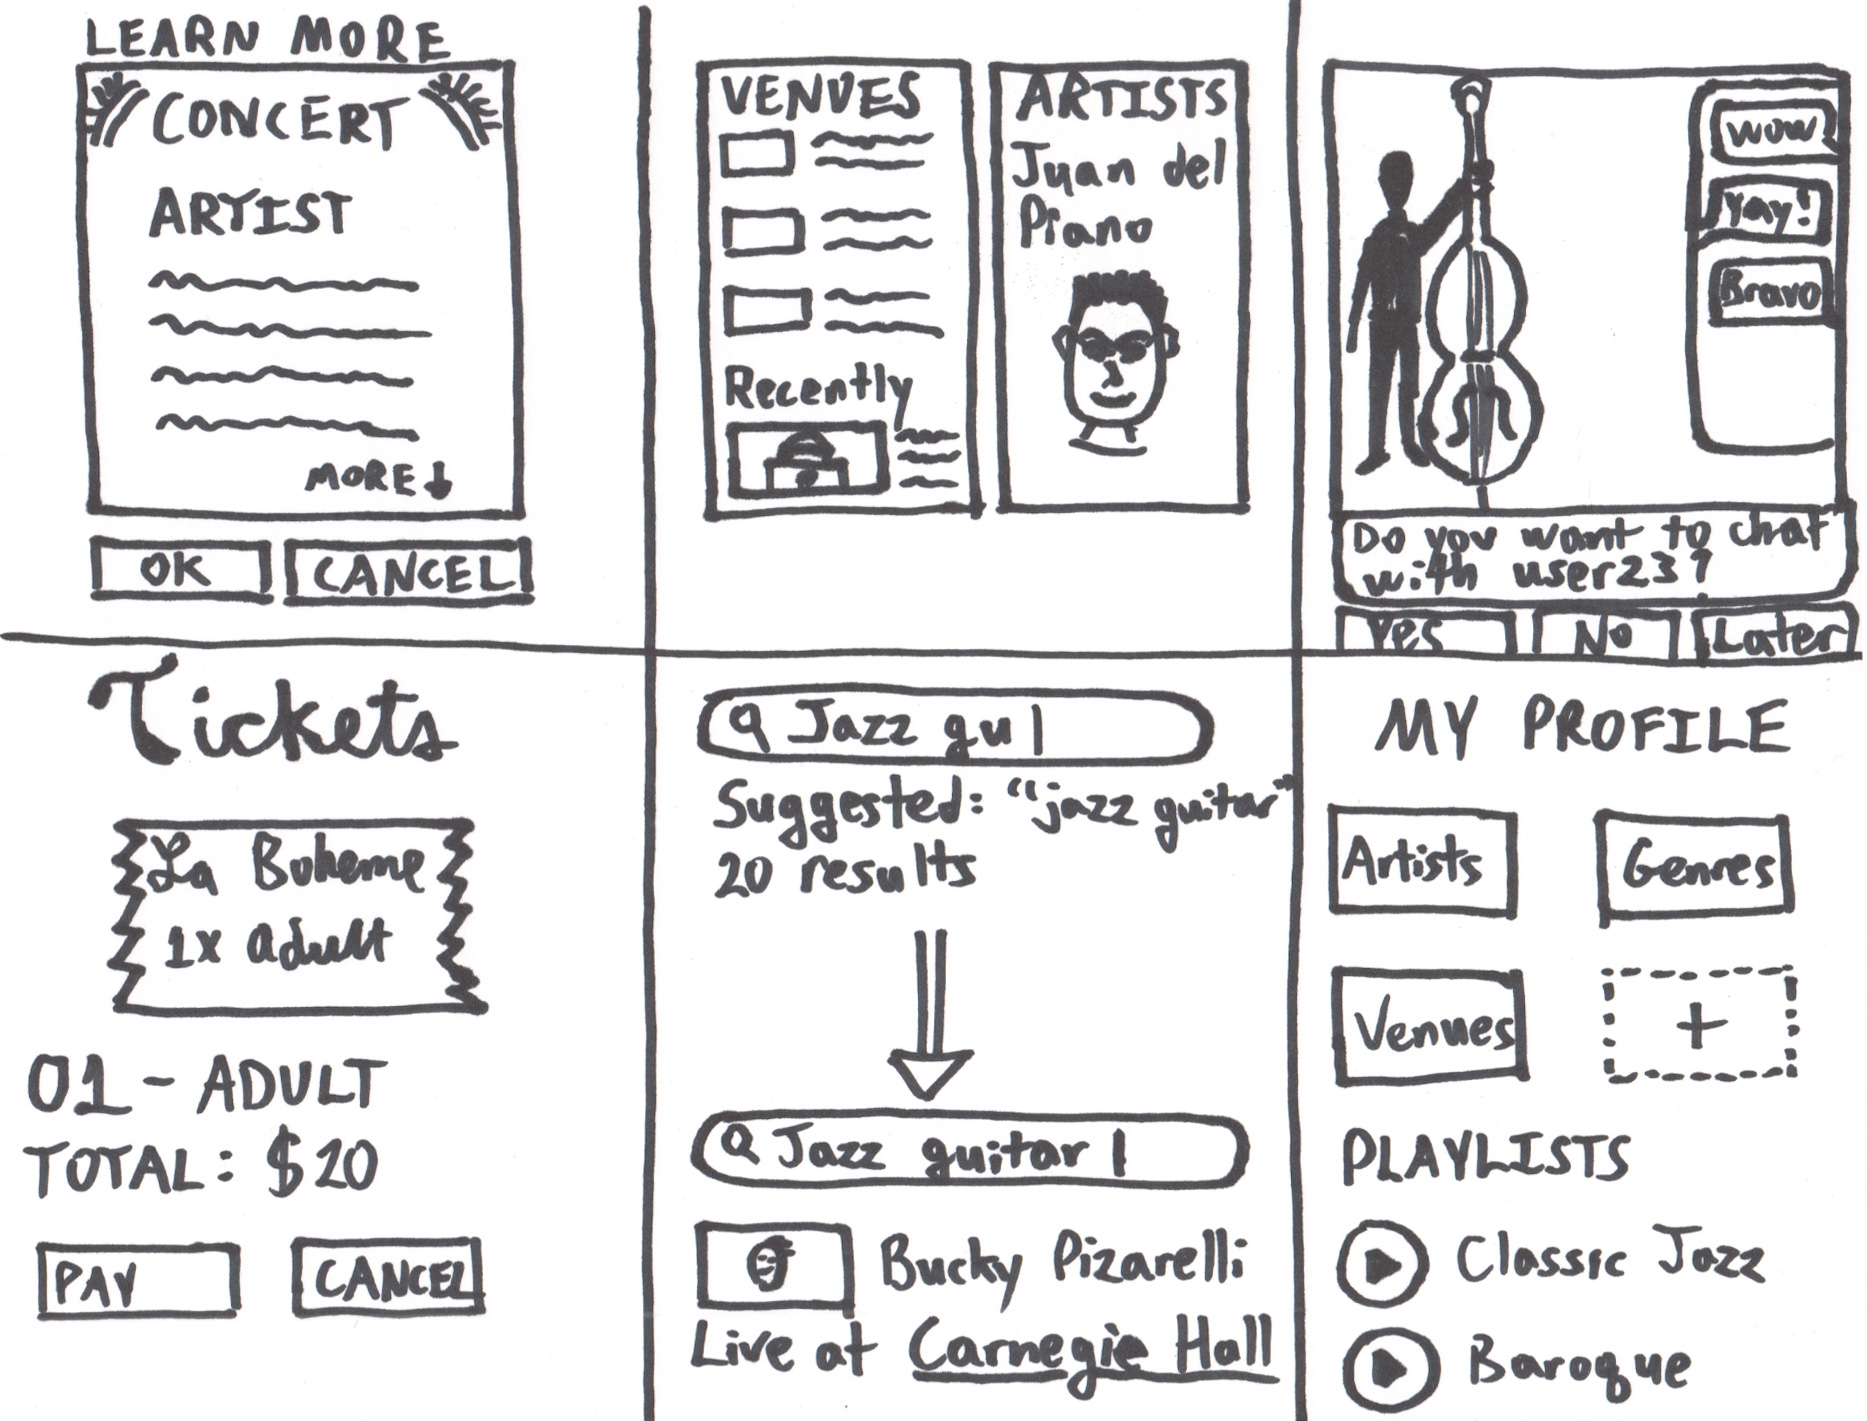 LEARN MORE
CONCERT
ARTIST
MORE↓
OK
CANCEL
VENUES
Recently
ARTISTS
Juan del
Piano
wow
Yay!
Bravo
Do you want to chat
with user23?
Yes
No
Later
Tickets
La Boheme
1x adult
01 - ADULT
TOTAL: $20
PAY
CANCEL
Jazz gu|
Suggested: "jazz guitar"
20 results
Jazz guitar|
Bucky Pizarelli
Live at Carnegie Hall
MY PROFILE
Artists
Genres
Venues
+
PLAYLISTS
Classic Jazz
Baroque